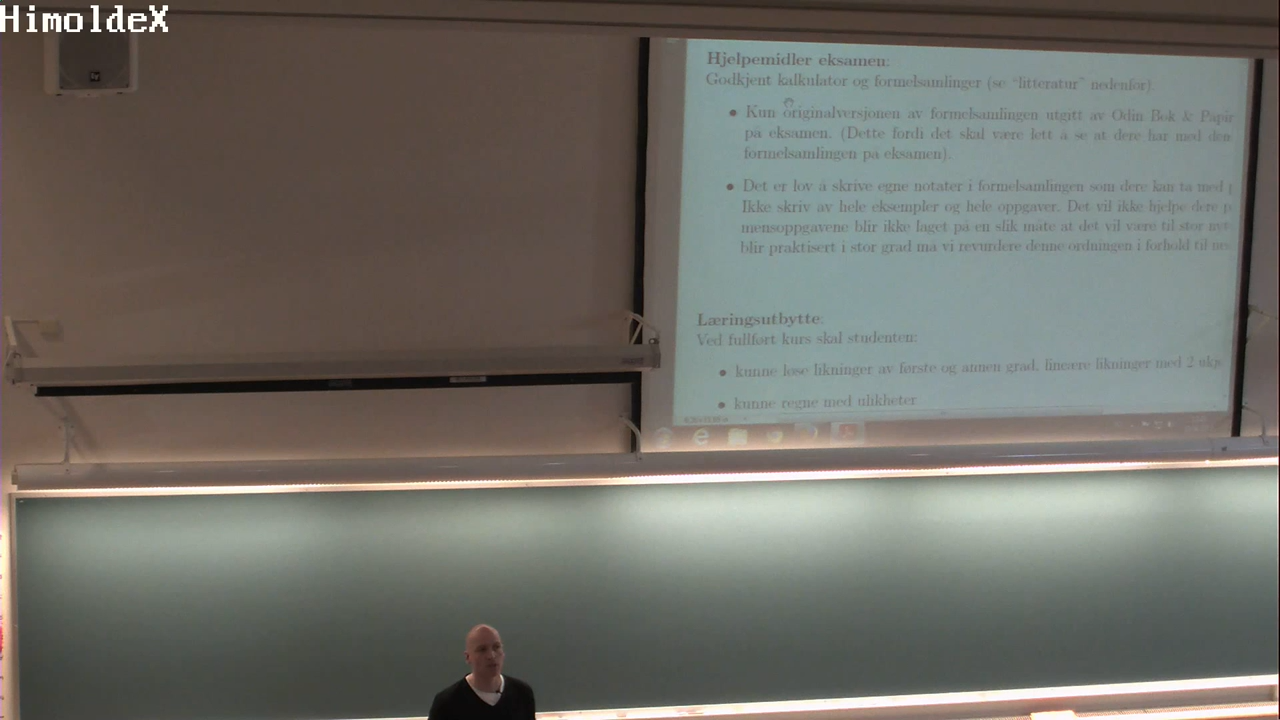 HimoldeX
Hjelpemidler eksamen:
Godkjent kalkulator og formelsamlinger (se "litteratur" nedenfor).
• Kun originalversjonen av formelsamlingen utgitt av Odin Bok & Papir
på eksamen. (Dette fordi det skal være lett å se at dere har med den
formelsamlingen på eksamen).
• Det er lov å skrive egne notater i formelsamlingen som dere kan ta med
Ikke skriv av hele eksempler og hele oppgaver. Det vil ikke hjelpe dere
mensoppgavene blir ikke laget på en slik måte at det vil være til stor
blir praktisert i stor grad må vi revurdere denne ordningen i forhold til
Læringsutbytte:
Ved fullført kurs skal studenten:
• kunne løse likninger av første og annen grad, lineære likninger med 2
• kunne regne med ulikheter